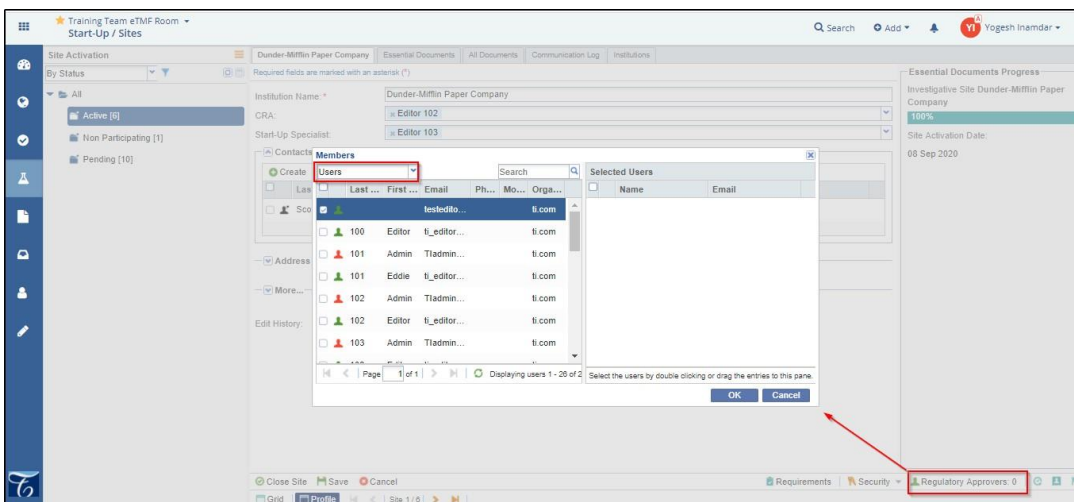 Training Team eTMF Room
Start-Up / Sites
Search
Add
A
YI
Yogesh Inamdar
Site Activation
By Status
All
Active [6]
Non Participating [1]
Pending [10]
Dunder-Mifflin Paper Company
Essential Documents
All Documents
Communication Log
Institutions
Required fields are marked with an asterisk (*)
Institution Name:*
Dunder-Mifflin Paper Company
CRA:
Editor 102
Start-Up Specialist:
Editor 103
Contacts
Create
Las
Sco
Address
More...
Edit History:
Members
Users
Search
Last ... First ... Email Ph... Mo... Orga...
testedito... ti.com
100 Editor ti_editor... ti.com
101 Admin TIadmin... ti.com
101 Eddie ti_editor... ti.com
102 Admin TIadmin... ti.com
102 Editor ti_editor... ti.com
103 Admin TIadmin... ti.com
Page 1 of 1
Displaying users 1 - 26 of 2
Selected Users
Name Email
Select the users by double clicking or drag the entries to this pane.
OK
Cancel
Essential Documents Progress
Investigative Site Dunder-Mifflin Paper
Company
100%
Site Activation Date:
08 Sep 2020
Close Site
Save
Cancel
Requirements
Security
Regulatory Approvers: 0
Grid
Profile
Site 1 / 6